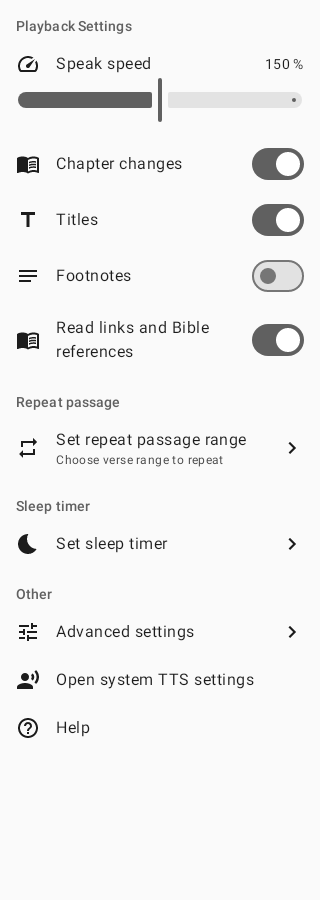 Playback Settings
Speak speed 150 %
Chapter changes
Titles
Footnotes
Read links and Bible
references
Repeat passage
Set repeat passage range
Choose verse range to repeat
Sleep timer
Set sleep timer
Other
Advanced settings
Open system TTS settings
Help